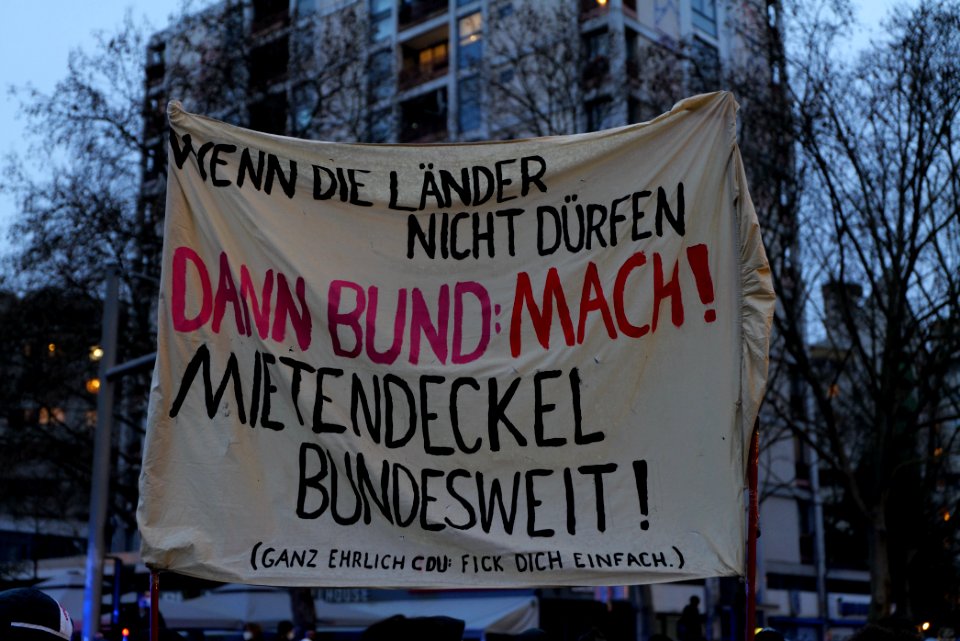 WENN DIE LÄNDER
NICHT DÜRFEN
DANN BUND: MACH!
MIETENDECKEL
BUNDESWEIT!
(GANZ EHRLICH CDU: FICK DICH EINFACH.)